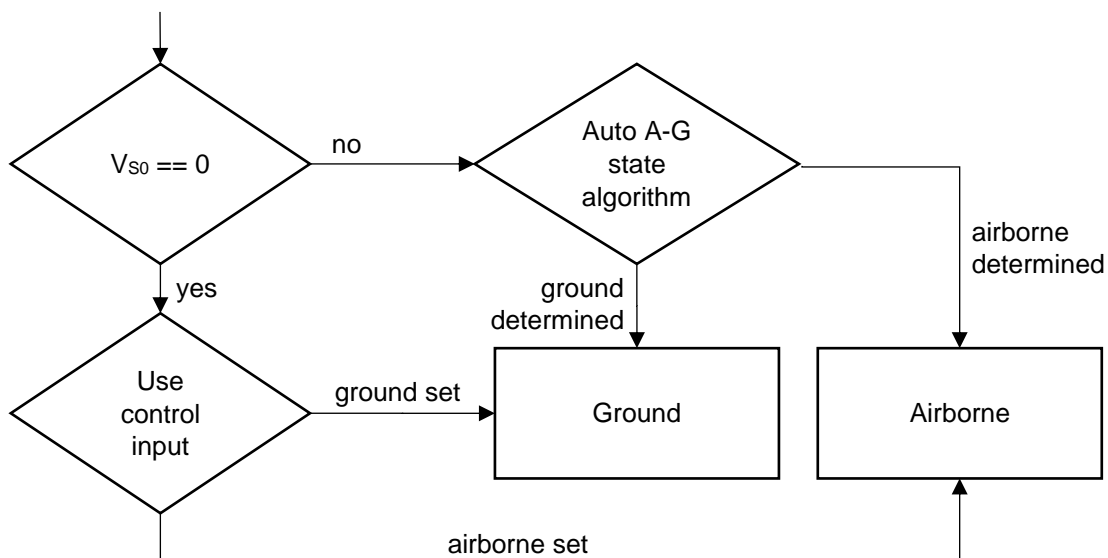 V_S0 == 0
no
Auto A-G
state
algorithm
airborne
determined
yes
ground
determined
Use
control
input
ground set
Ground
Airborne
airborne set